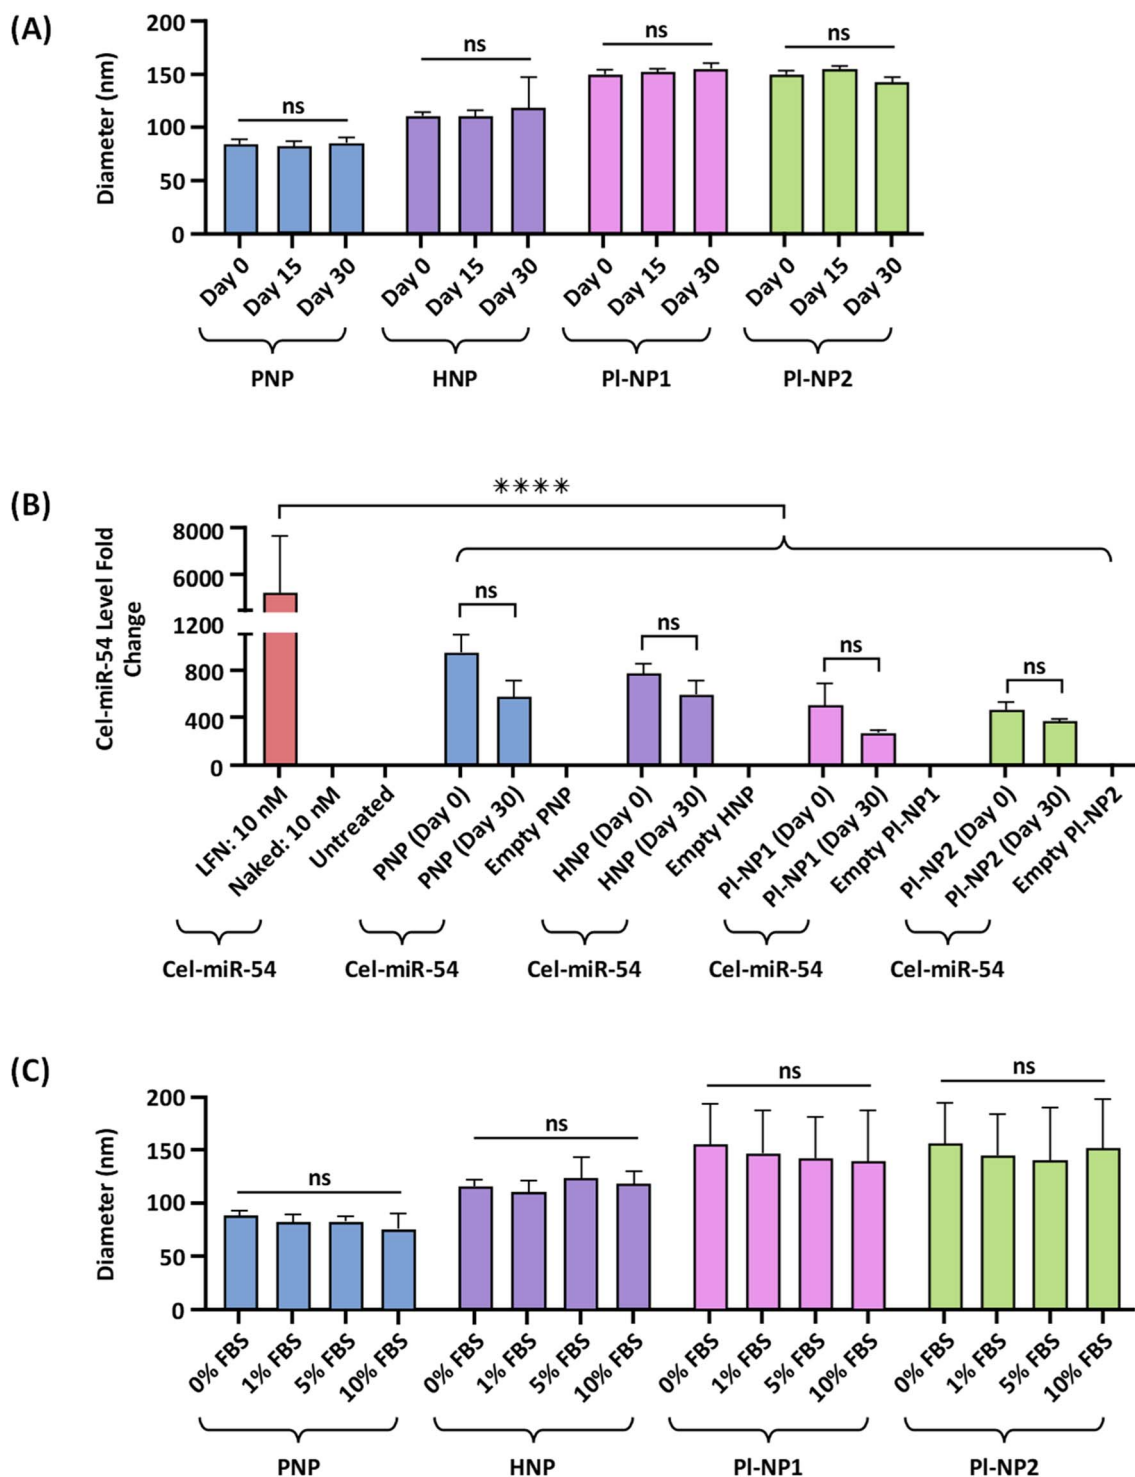 (A)
Diameter (nm)
200
150
100
50
0
ns
ns
ns
ns
Day 0
Day 15
Day 30
Day 0
Day 15
Day 30
Day 0
Day 15
Day 30
Day 0
Day 15
Day 30
PNP
HNP
Pl-NP1
Pl-NP2
(B)
Cel-miR-54 Level Fold
Change
8000
6000
1200
800
400
0
✳✳✳✳
ns
ns
ns
ns
LFN: 10 nM
Naked: 10 nM
Untreated
PNP (Day 0)
PNP (Day 30)
Empty PNP
HNP (Day 0)
HNP (Day 30)
Empty HNP
Pl-NP1 (Day 0)
Pl-NP1 (Day 30)
Empty Pl-NP1
Pl-NP2 (Day 0)
Pl-NP2 (Day 30)
Empty Pl-NP2
Cel-miR-54
Cel-miR-54
Cel-miR-54
Cel-miR-54
Cel-miR-54
(C)
Diameter (nm)
200
150
100
50
0
ns
ns
ns
ns
0% FBS
1% FBS
5% FBS
10% FBS
0% FBS
1% FBS
5% FBS
10% FBS
0% FBS
1% FBS
5% FBS
10% FBS
0% FBS
1% FBS
5% FBS
10% FBS
PNP
HNP
Pl-NP1
Pl-NP2